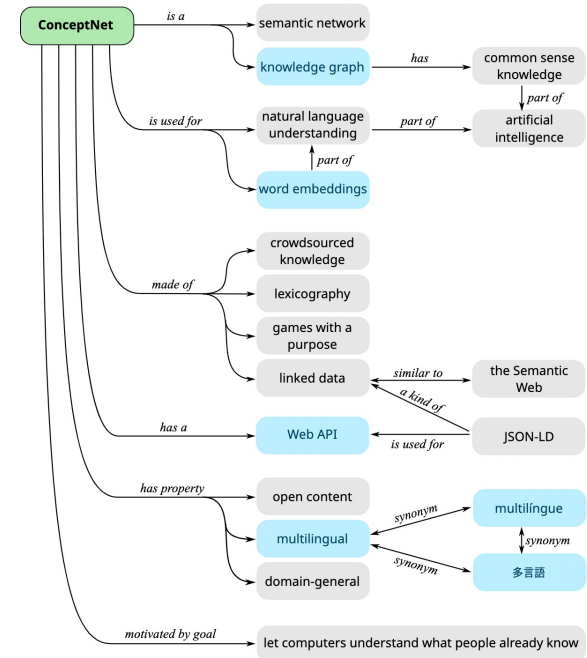 ConceptNet
is a
semantic network
knowledge graph
has
common sense
knowledge
part of
is used for
natural language
understanding
part of
artificial
intelligence
part of
word embeddings
crowdsourced
knowledge
made of
lexicography
games with a
purpose
linked data
similar to
the Semantic
Web
a kind of
has a
Web API
is used for
JSON-LD
has property
open content
synonym
multilíngue
multilingual
synonym
synonym
多言語
domain-general
motivated by goal
let computers understand what people already know